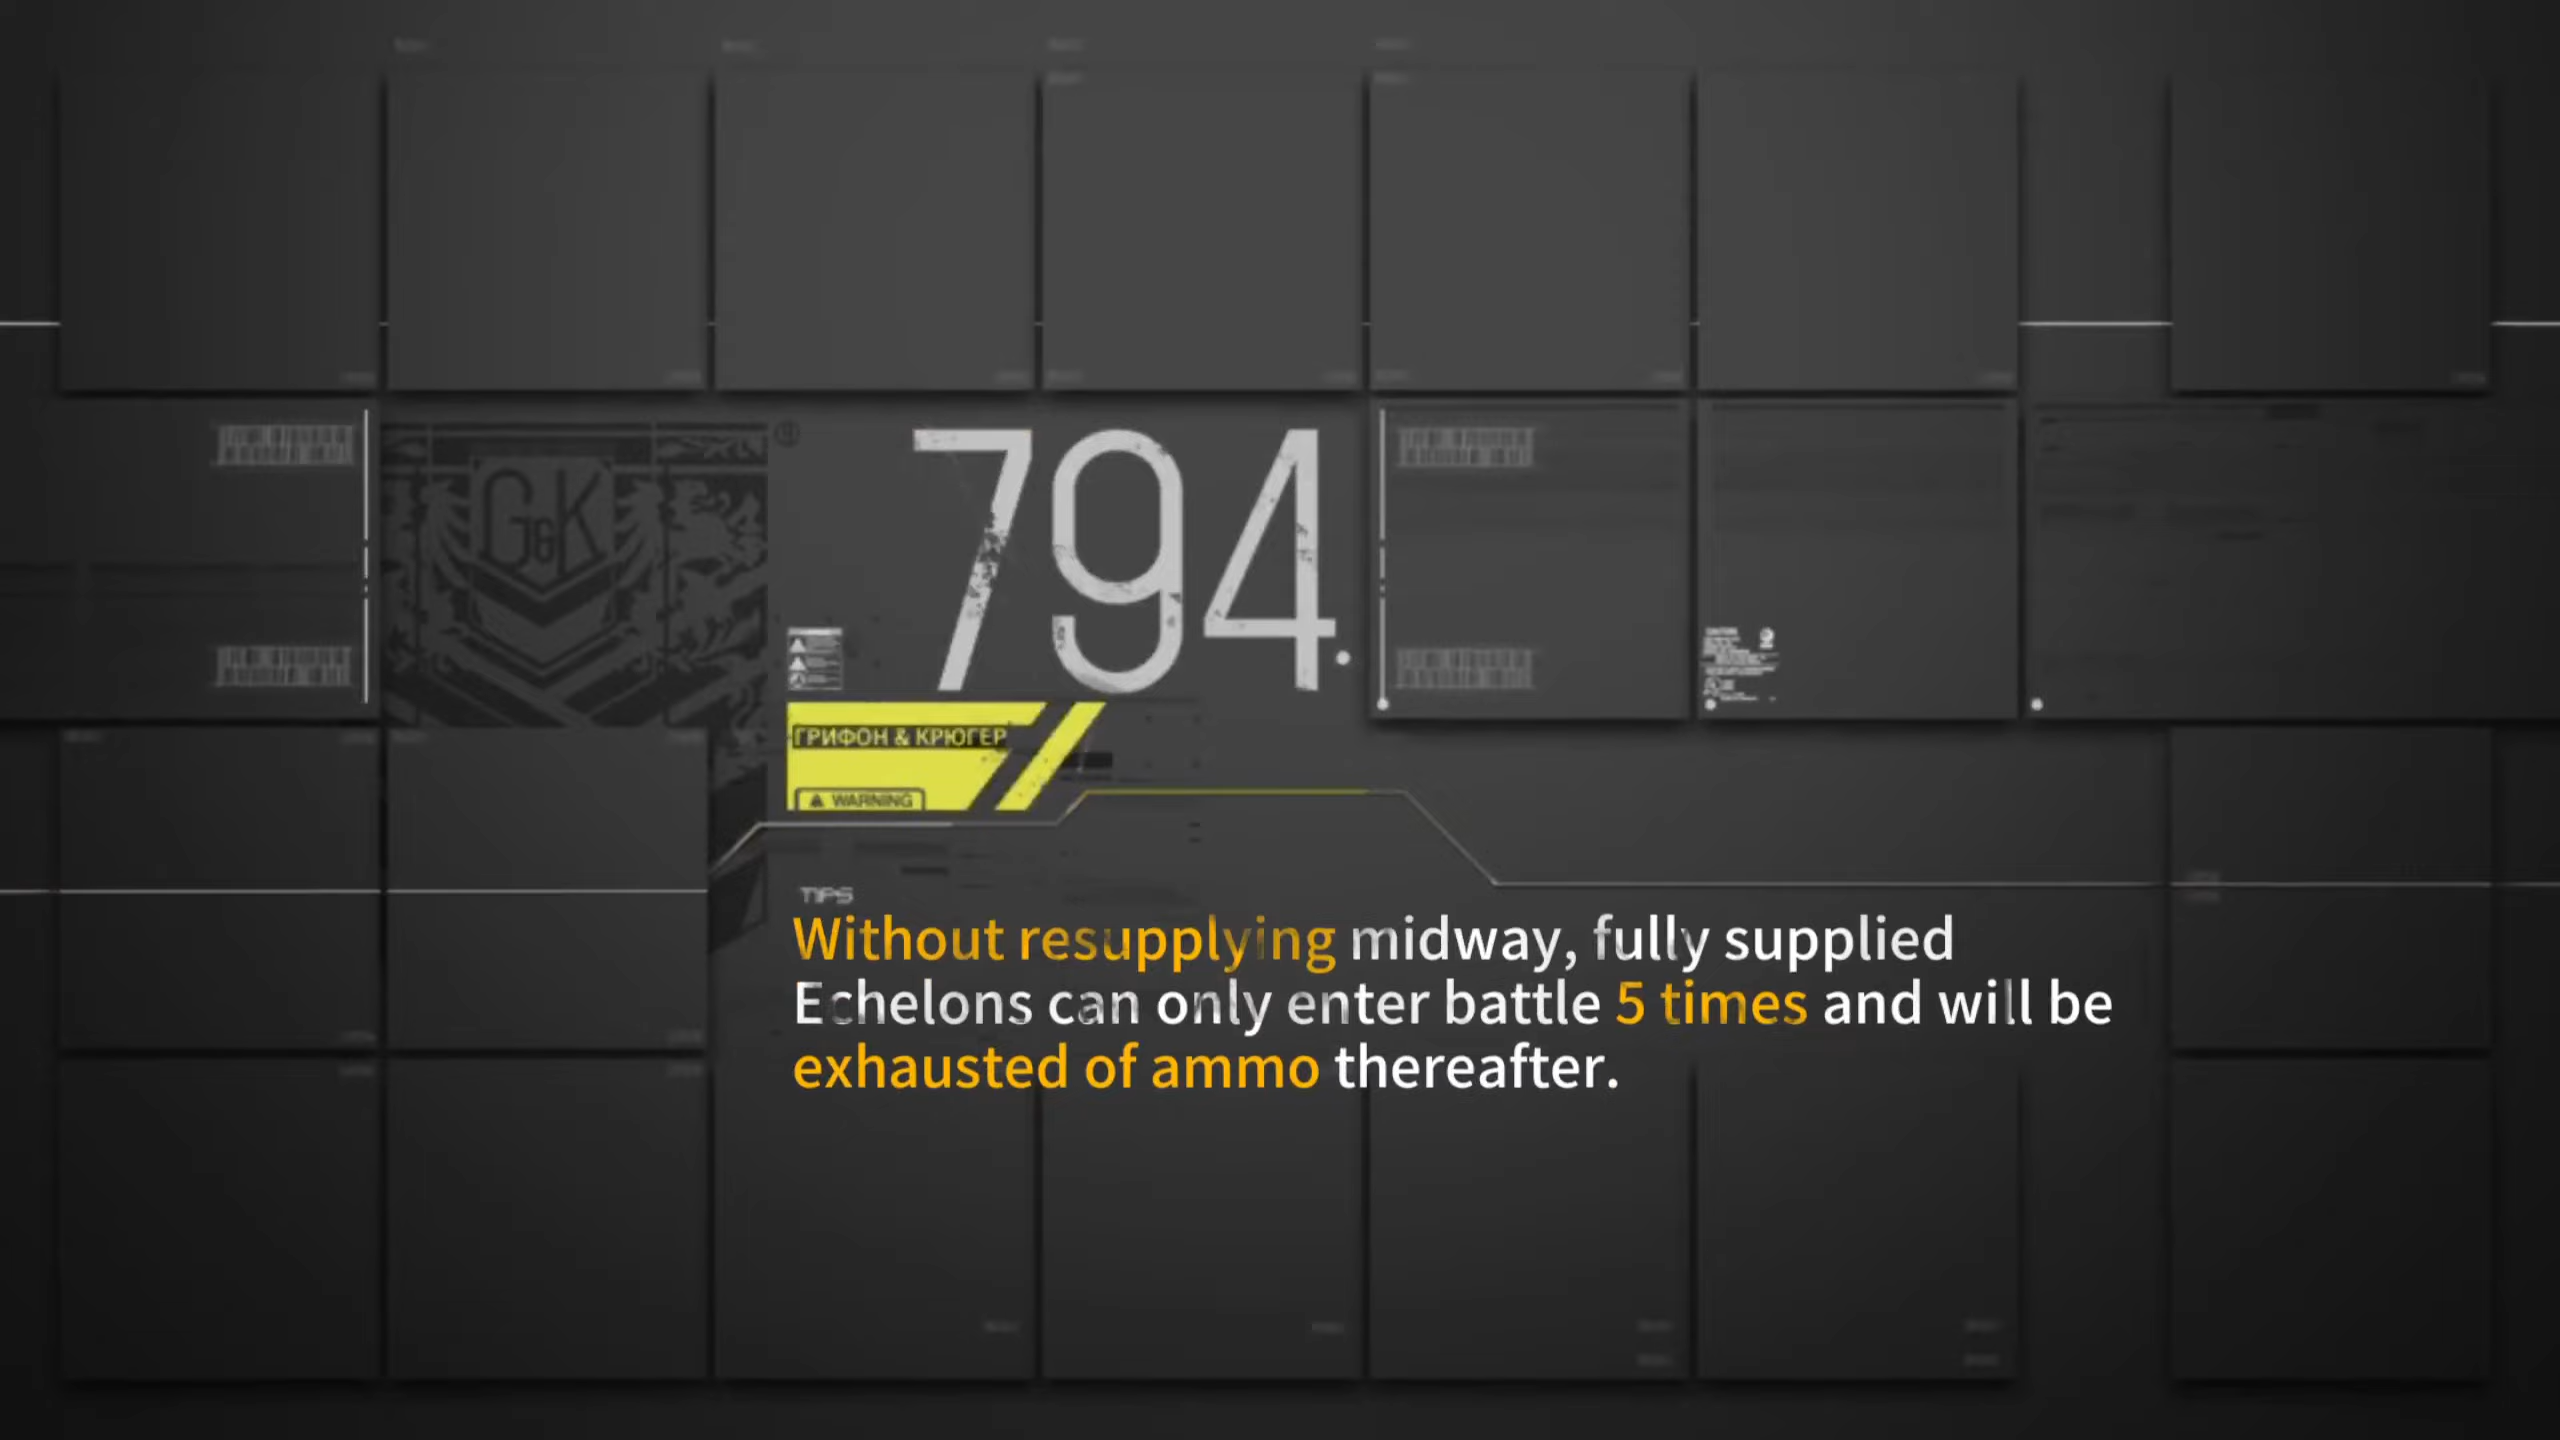 G&K
794.
ГРИФОН & КРЮГЕР
WARNING
TIPS
Without resupplying midway, fully supplied
Echelons can only enter battle 5 times and will be
exhausted of ammo thereafter.